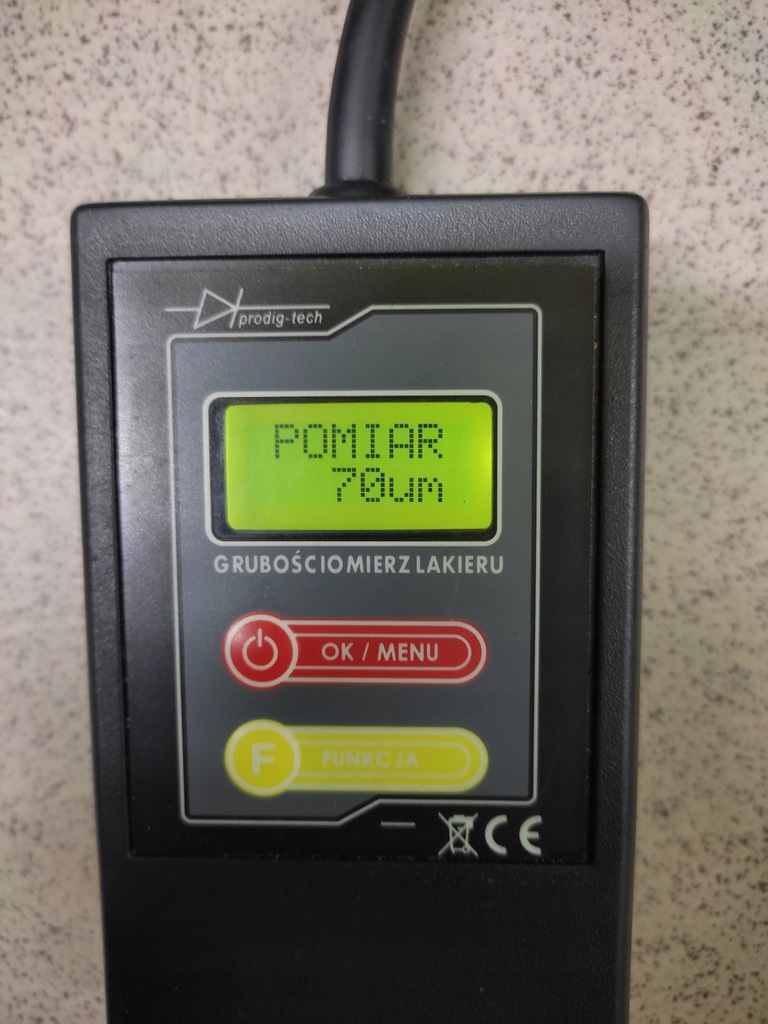 prodig-tech
POMIAR
70um
GRUBOŚCIOMIERZ LAKIERU
OK / MENU
F FUNKCJA
CE